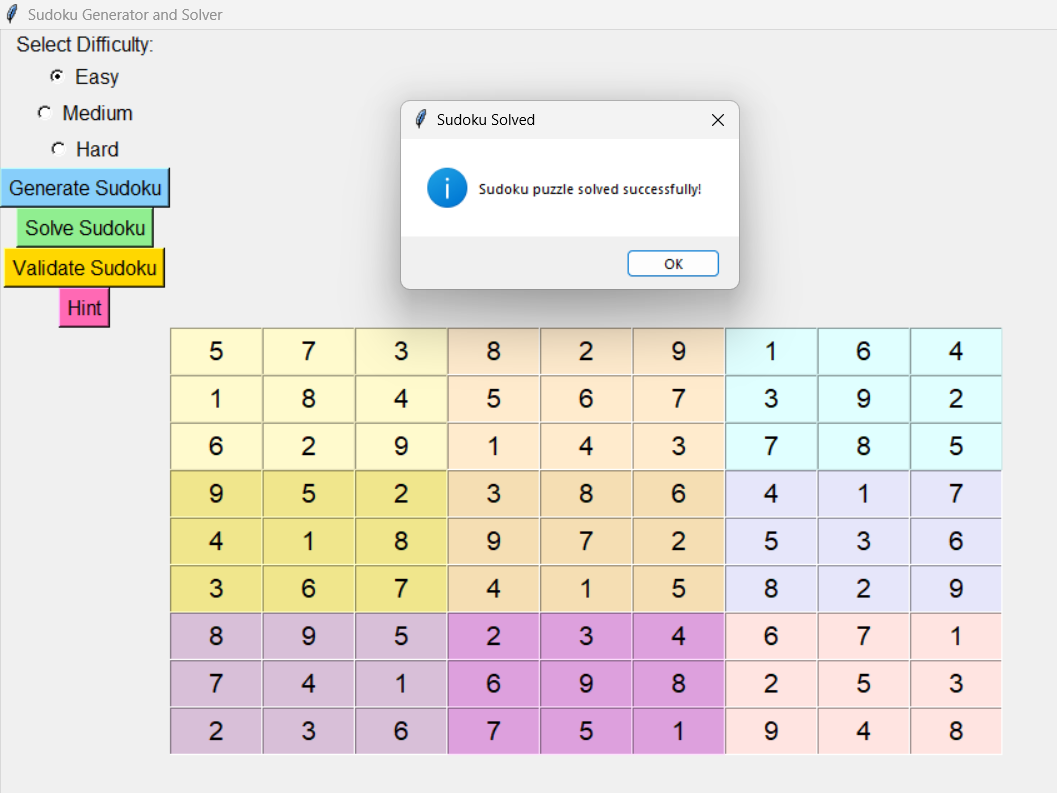 Sudoku Generator and Solver
Select Difficulty:
Easy
Medium
Hard
Generate Sudoku
Solve Sudoku
Validate Sudoku
Hint
Sudoku Solved
Sudoku puzzle solved successfully!
OK
5 7 3 8 2 9 1 6 4
1 8 4 5 6 7 3 9 2
6 2 9 1 4 3 7 8 5
9 5 2 3 8 6 4 1 7
4 1 8 9 7 2 5 3 6
3 6 7 4 1 5 8 2 9
8 9 5 2 3 4 6 7 1
7 4 1 6 9 8 2 5 3
2 3 6 7 5 1 9 4 8